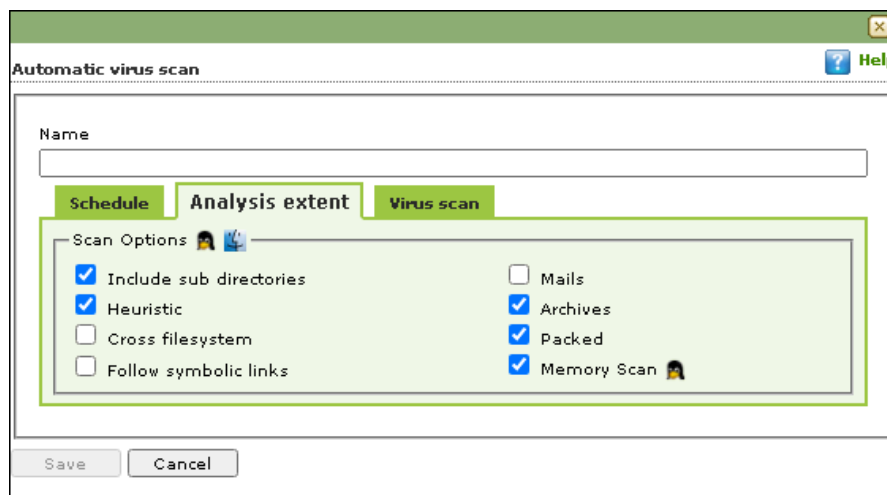 Automatic virus scan
? Hel
Name
Schedule Analysis extent Virus scan
Scan Options
Include sub directories
Mails
Heuristic
Archives
Cross filesystem
Packed
Follow symbolic links
Memory Scan
Save Cancel